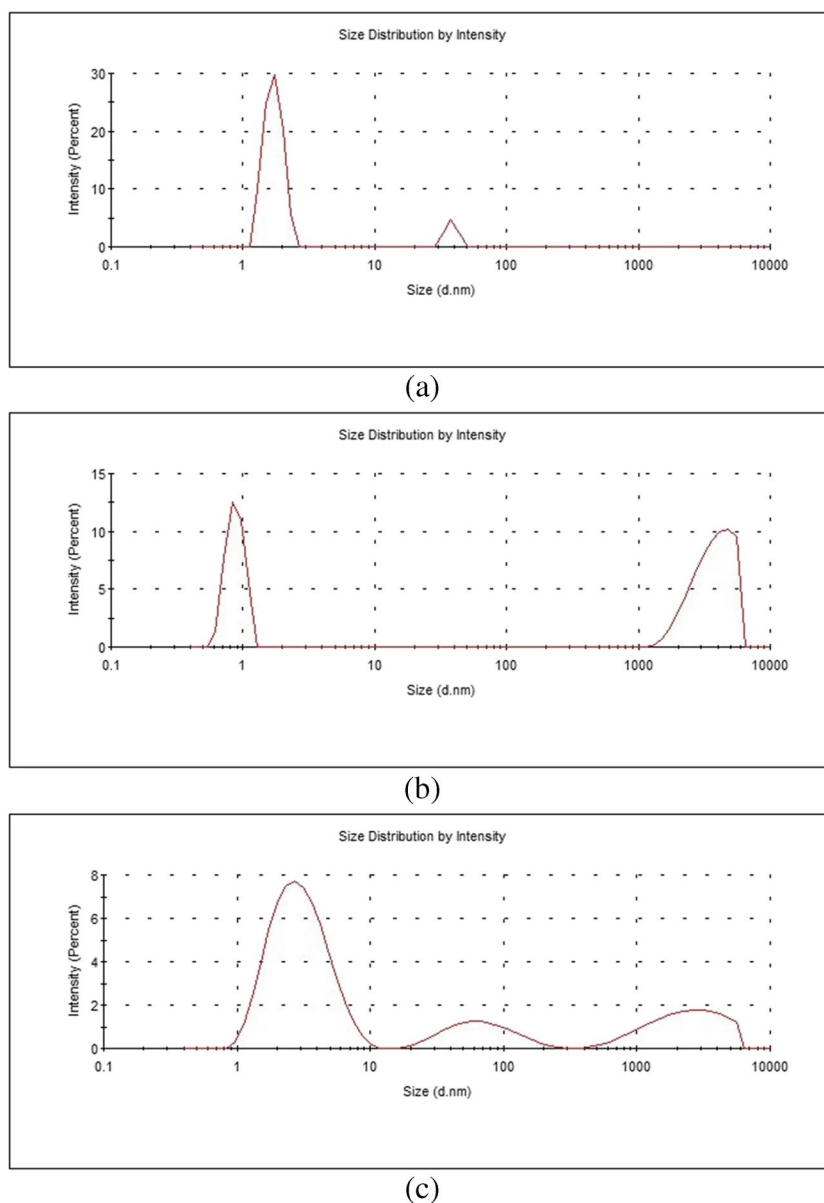 Size Distribution by Intensity
Intensity (Percent)
30
20
10
0
0.1 1 10 100 1000 10000
Size (d.nm)
(a)
Size Distribution by Intensity
Intensity (Percent)
15
10
5
0
0.1 1 10 100 1000 10000
Size (d.nm)
(b)
Size Distribution by Intensity
Intensity (Percent)
8
6
4
2
0
0.1 1 10 100 1000 10000
Size (d.nm)
(c)